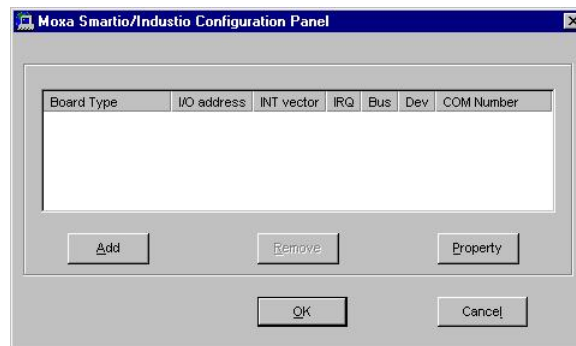 Moxa Smartio/Industio Configuration Panel
Board Type I/O address INT vector IRQ Bus Dev COM Number
Add Remove Property
OK Cancel